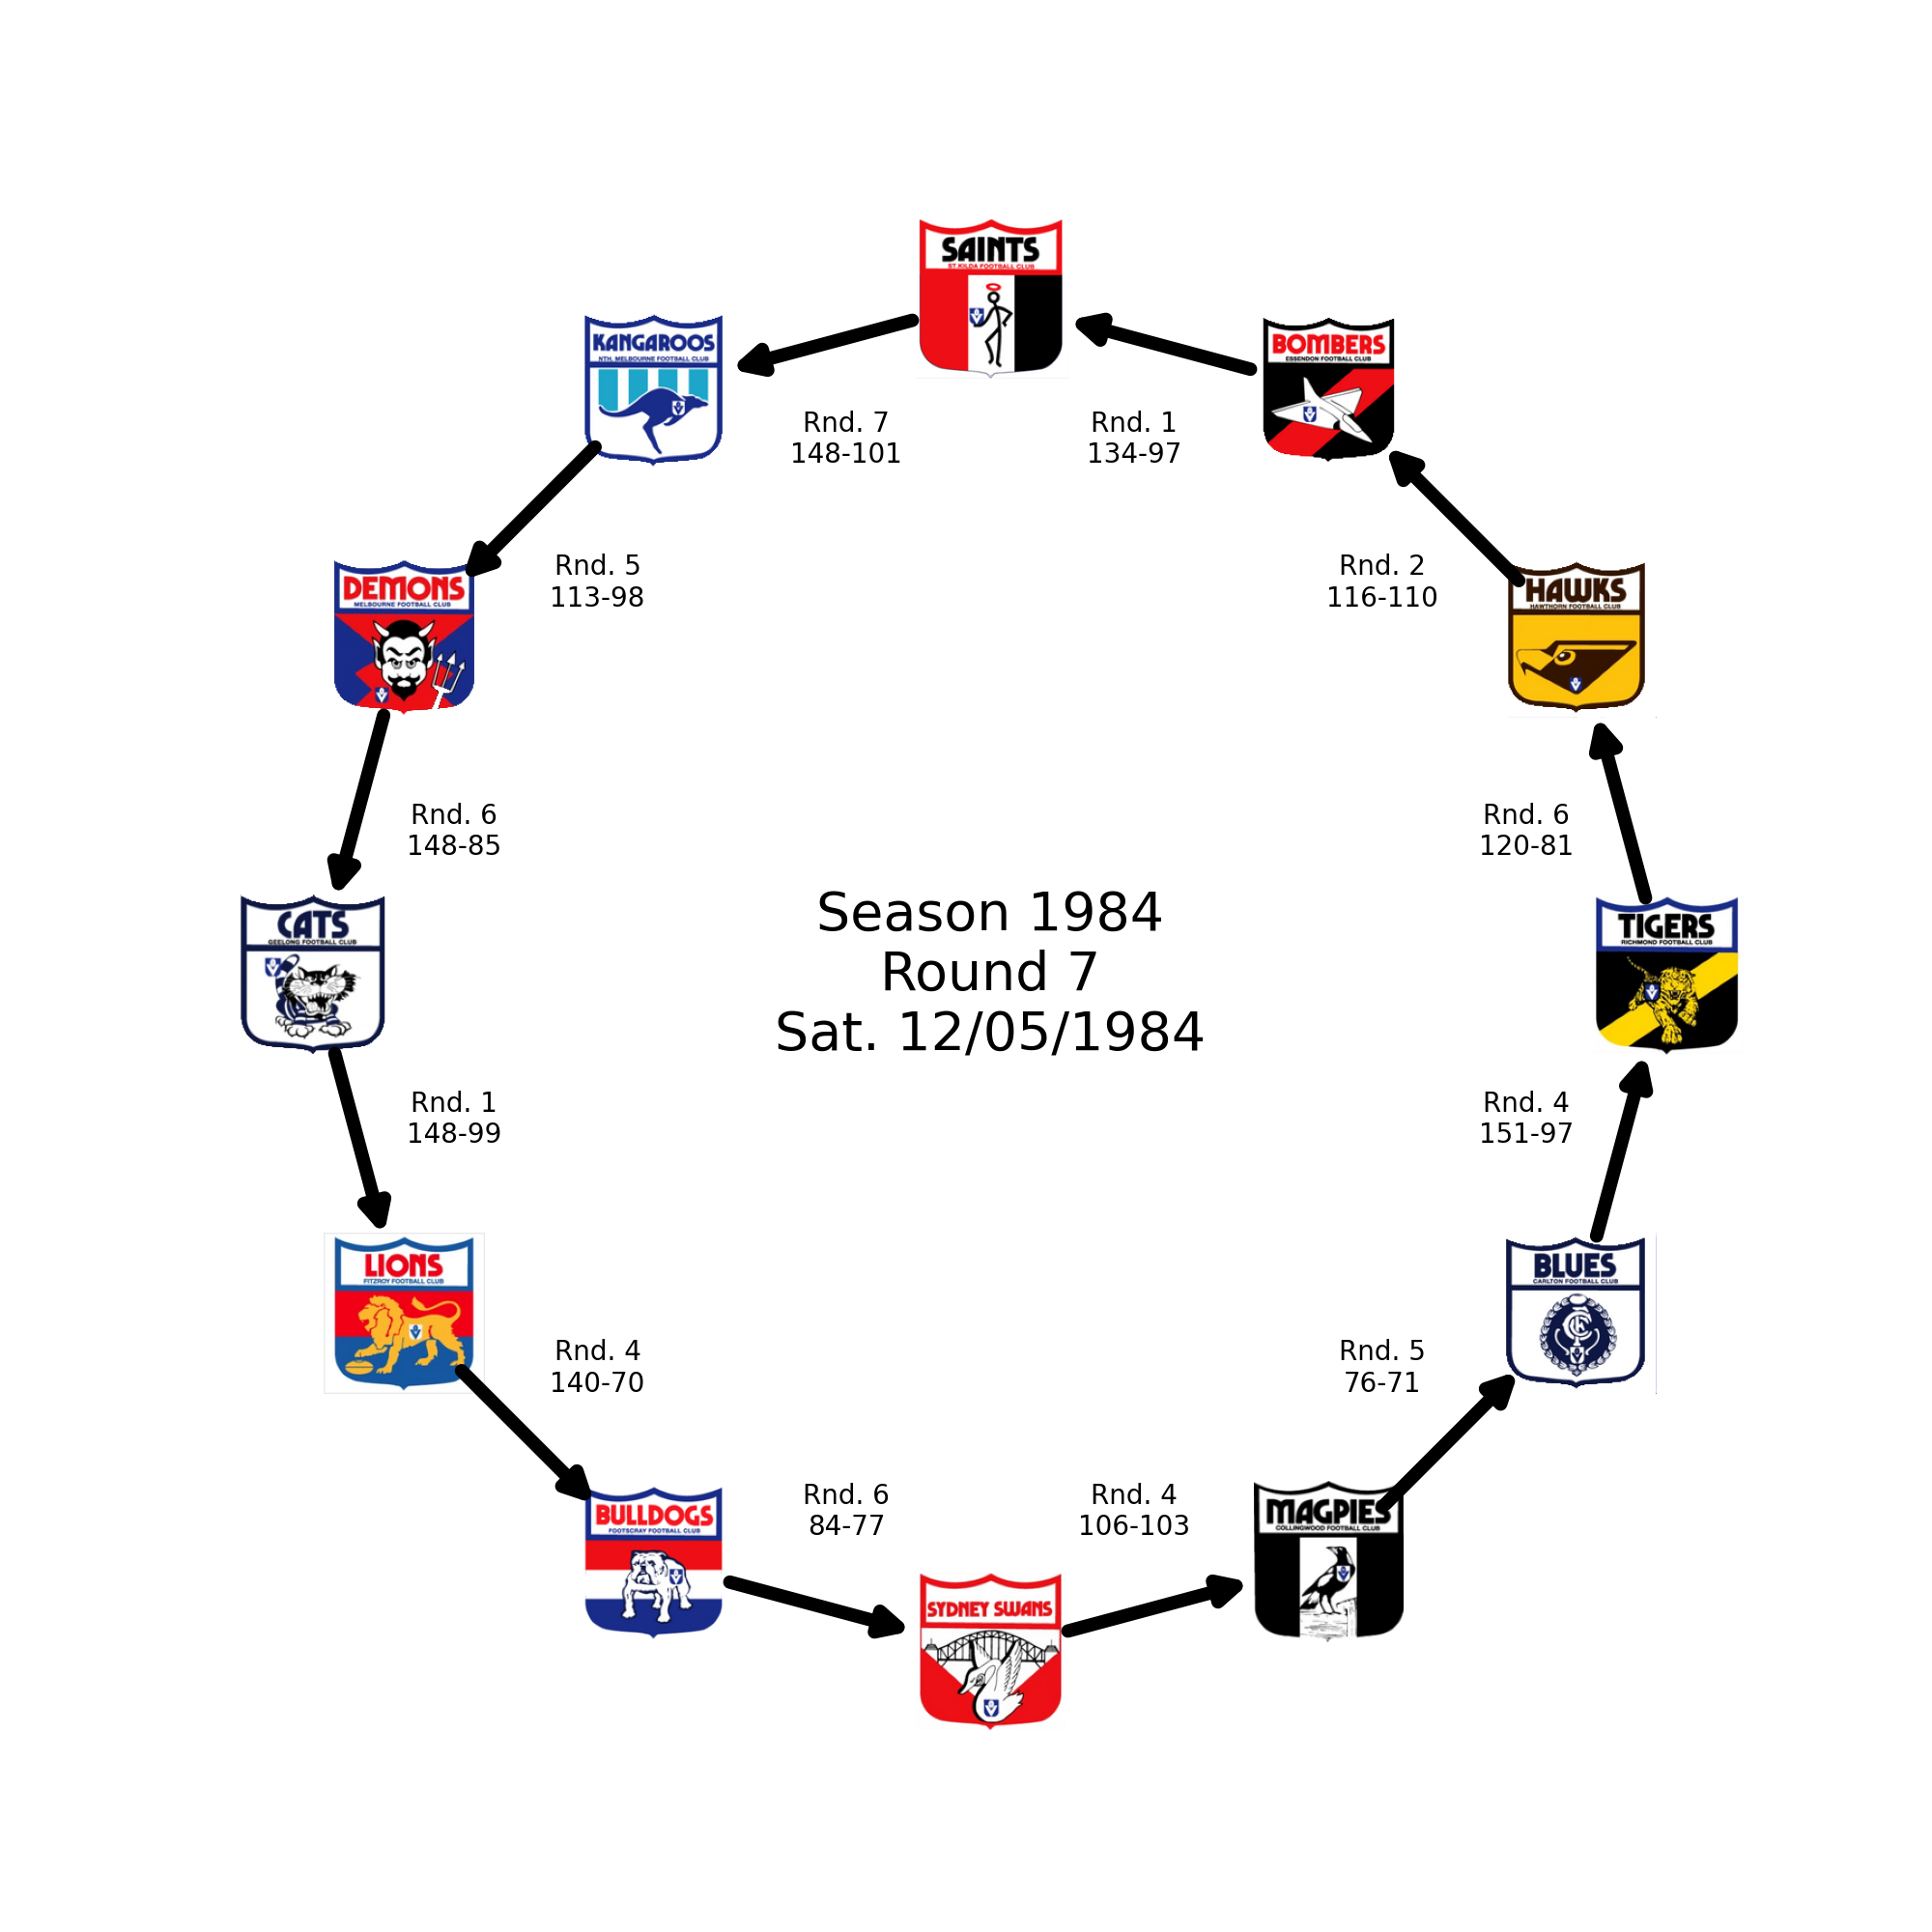 SAINTS
ST.KILDA FOOTBALL CLUB
KANGAROOS
NTH. MELBOURNE FOOTBALL CLUB
BOMBERS
ESSENDON FOOTBALL CLUB
Rnd. 7
148-101
Rnd. 1
134-97
DEMONS
MELBOURNE FOOTBALL CLUB
Rnd. 5
113-98
Rnd. 2
116-110
HAWKS
HAWTHORN FOOTBALL CLUB
Rnd. 6
148-85
Rnd. 6
120-81
CATS
GEELONG FOOTBALL CLUB
Season 1984
Round 7
Sat. 12/05/1984
TIGERS
RICHMOND FOOTBALL CLUB
Rnd. 1
148-99
Rnd. 4
151-97
LIONS
FITZROY FOOTBALL CLUB
BLUES
CARLTON FOOTBALL CLUB
CFC
Rnd. 4
140-70
Rnd. 5
76-71
BULLDOGS
FOOTSCRAY FOOTBALL CLUB
Rnd. 6
84-77
Rnd. 4
106-103
MAGPIES
COLLINGWOOD FOOTBALL CLUB
SYDNEY SWANS